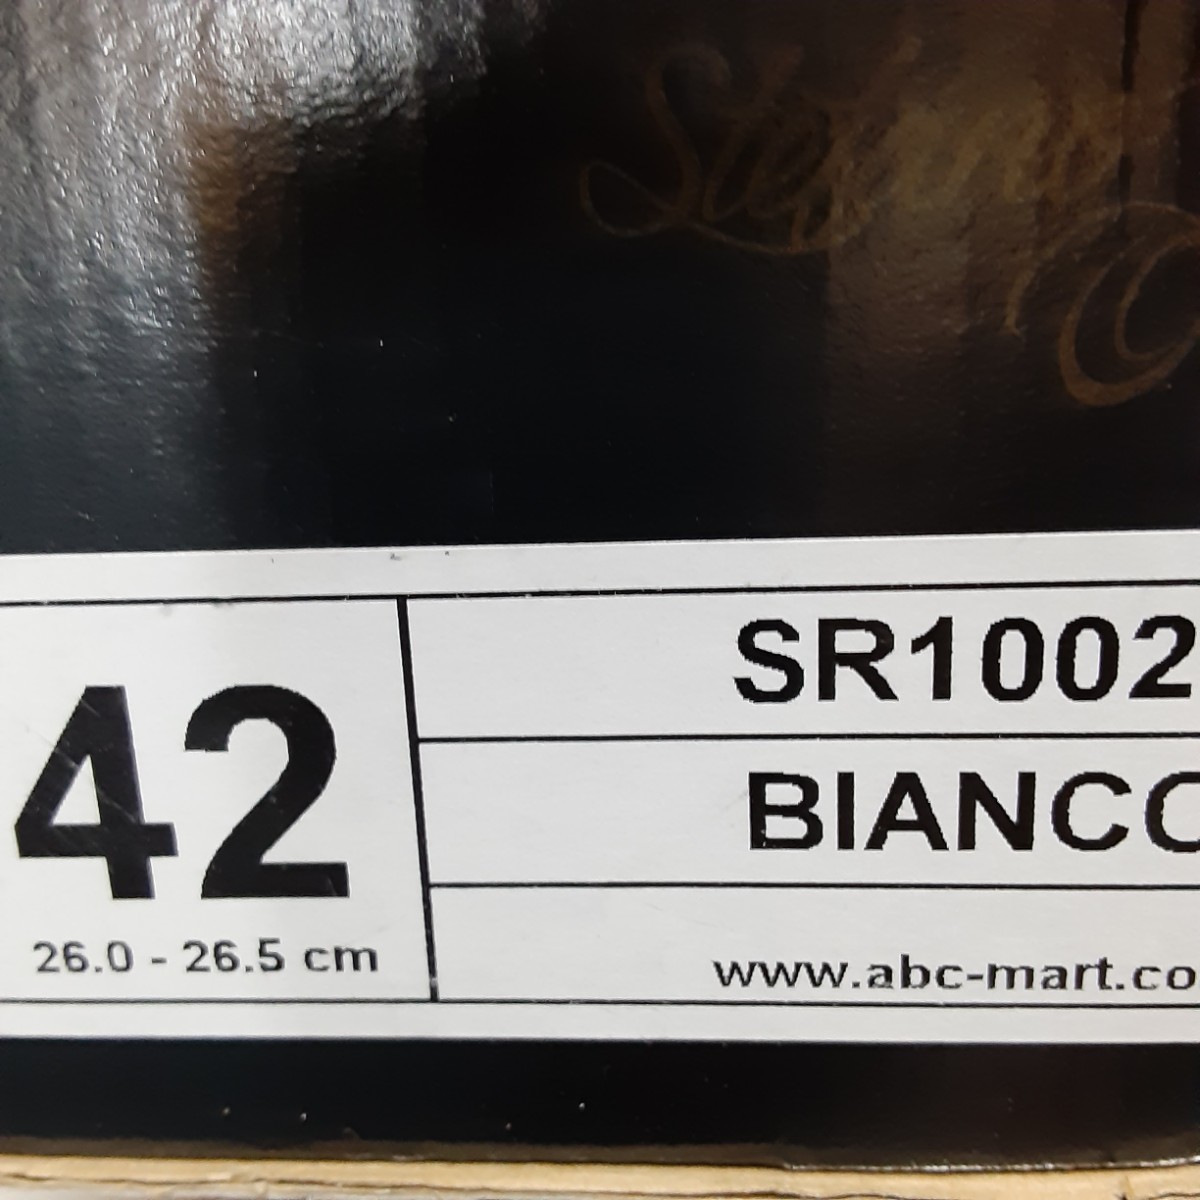 42
26.0 - 26.5 cm
SR1002
BIANCO
www.abc-mart.co